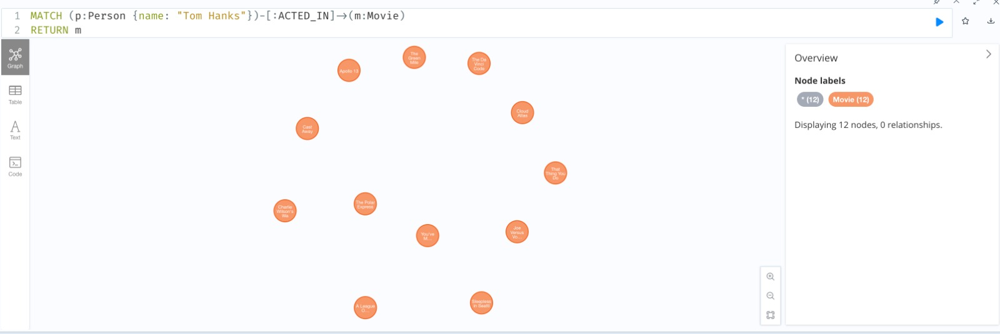 1 MATCH (p:Person {name: "Tom Hanks"})-[:ACTED_IN]->(m:Movie)
2 RETURN m
Graph
Table
Text
Code
The
Green
Mile
The Da
Vinci
Code
Apollo 13
Cloud
Atlas
Cast
Away
That
Thing You
Do
The Polar
Express
Charlie
Wilson's
Wa
Joe
Versus
Vo...
You've
M...
Sleepless
in Seattl
A League
O...
Overview
Node labels
* (12) Movie (12)
Displaying 12 nodes, 0 relationships.